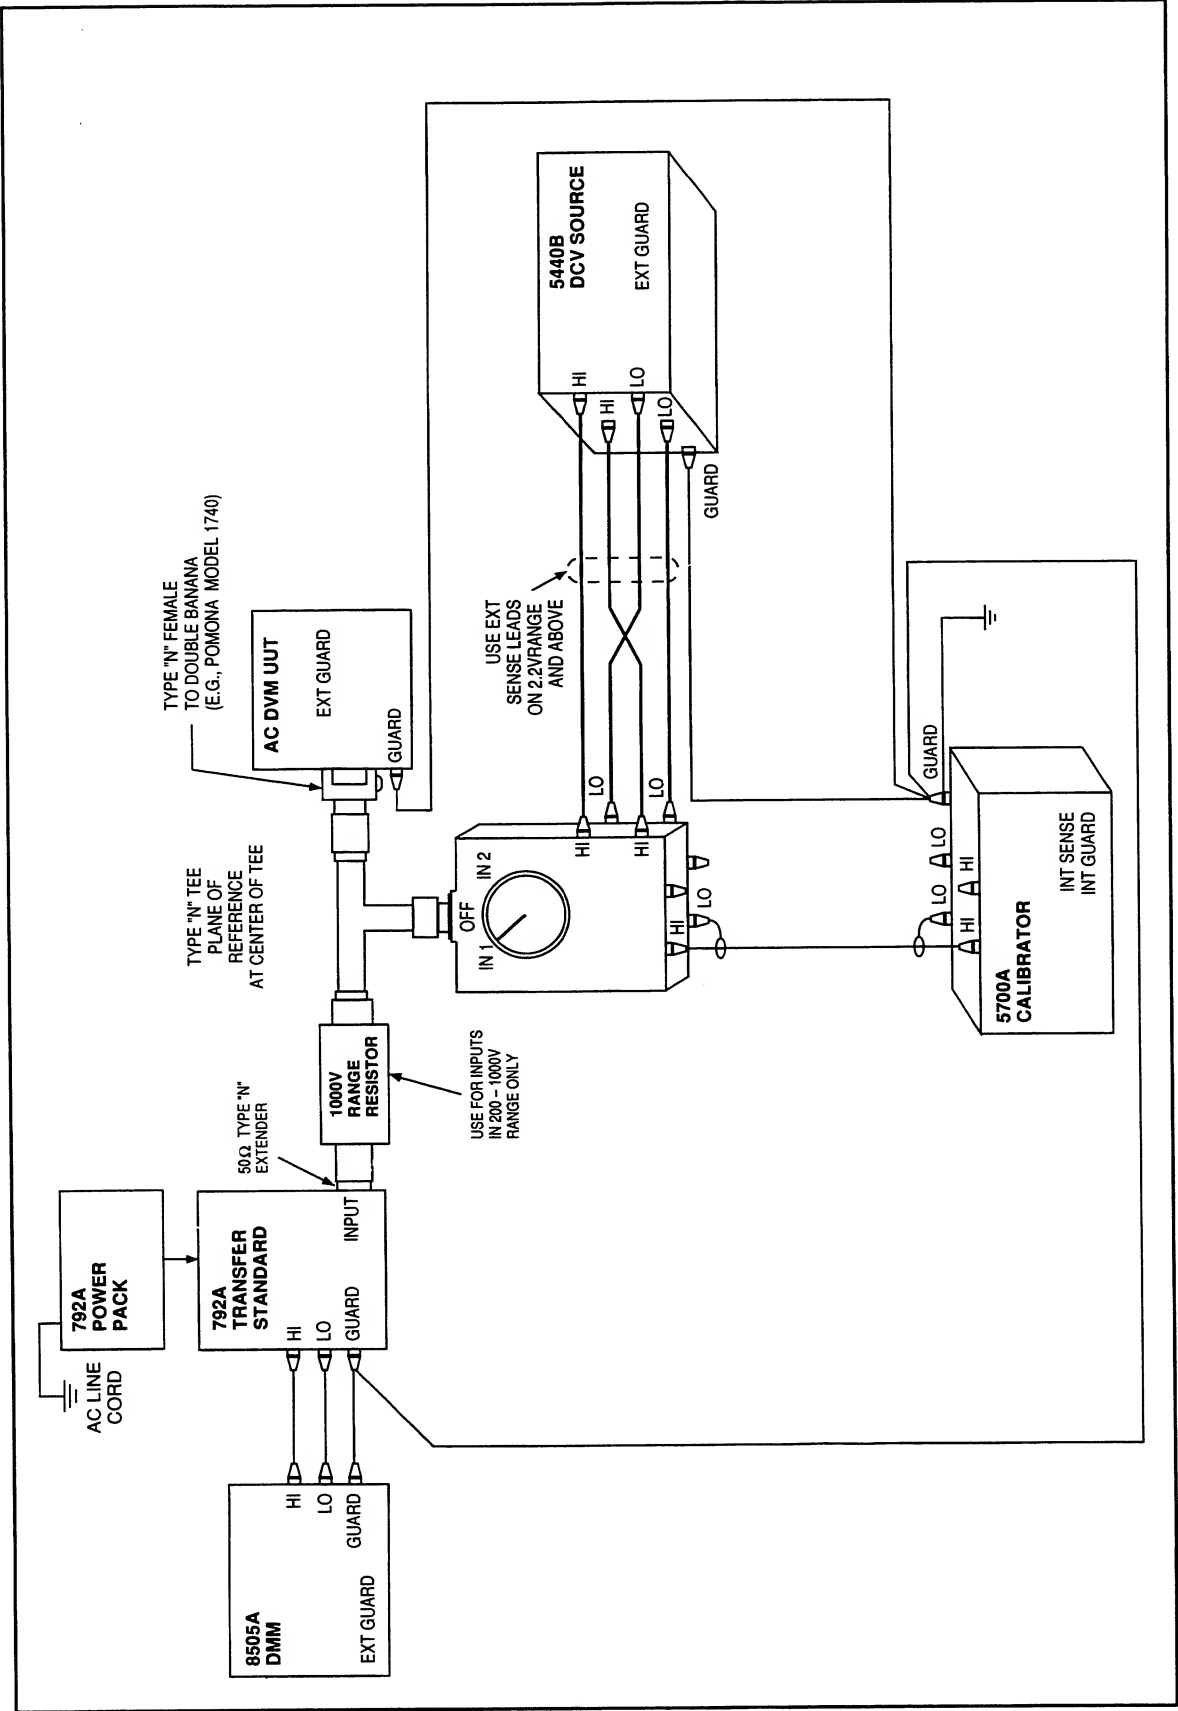 TYPE "N" FEMALE
TO DOUBLE BANANA
(E.G., POMONA MODEL 1740)
AC DVM UUT
EXT GUARD
GUARD
TYPE "N" TEE
PLANE OF
REFERENCE
AT CENTER OF TEE
792A
POWER
PACK
AC LINE
CORD
50Ω TYPE "N"
EXTENDER
792A
TRANSFER
STANDARD
INPUT
HI
LO
GUARD
1000V
RANGE
RESISTOR
USE FOR INPUTS
IN 200 – 1000V
RANGE ONLY
8505A
DMM
EXT GUARD
HI
LO
GUARD
IN 1
OFF
IN 2
HI
LO
HI
LO
HI
LO
USE EXT
SENSE LEADS
ON 2.2VRANGE
AND ABOVE
5440B
DCV SOURCE
EXT GUARD
HI
HI
LO
LO
GUARD
5700A
CALIBRATOR
INT SENSE
INT GUARD
HI
LO
HI
LO
GUARD